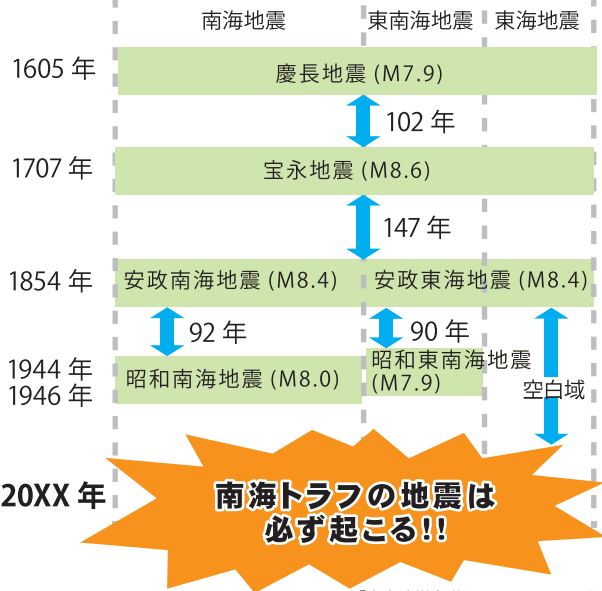 南海地震 東南海地震 東海地震
1605 年
慶長地震 (M7.9)
102 年
1707 年
宝永地震 (M8.6)
147 年
1854 年
安政南海地震 (M8.4)
安政東海地震 (M8.4)
92 年
90 年
1944 年
1946 年
昭和南海地震 (M8.0)
昭和東南海地震
(M7.9)
空白域
20XX 年
南海トラフの地震は
必ず起こる!!